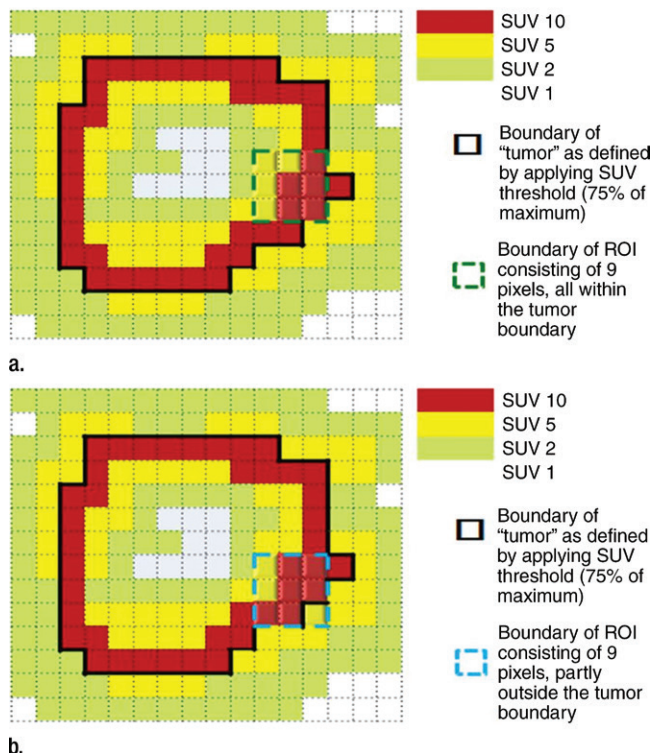 SUV 10
SUV 5
SUV 2
SUV 1
Boundary of
“tumor” as defined
by applying SUV
threshold (75% of
maximum)
Boundary of ROI
consisting of 9
pixels, all within
the tumor
boundary
a.
SUV 10
SUV 5
SUV 2
SUV 1
Boundary of
“tumor” as defined
by applying SUV
threshold (75% of
maximum)
Boundary of ROI
consisting of 9
pixels, partly
outside the tumor
boundary
b.